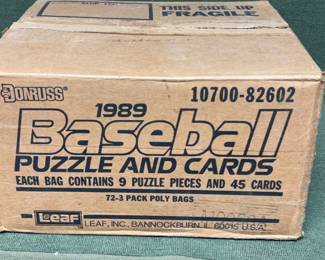 THIS SIDE UP
FRAGILE
DONRUSS
10700-82602
1989
Baseball
PUZZLE AND CARDS
EACH BAG CONTAINS 9 PUZZLE PIECES AND 45 CARDS
72-3 PACK POLY BAGS
Leaf
LEAF, INC., BANNOCKBURN, IL 60015 U.S.A.